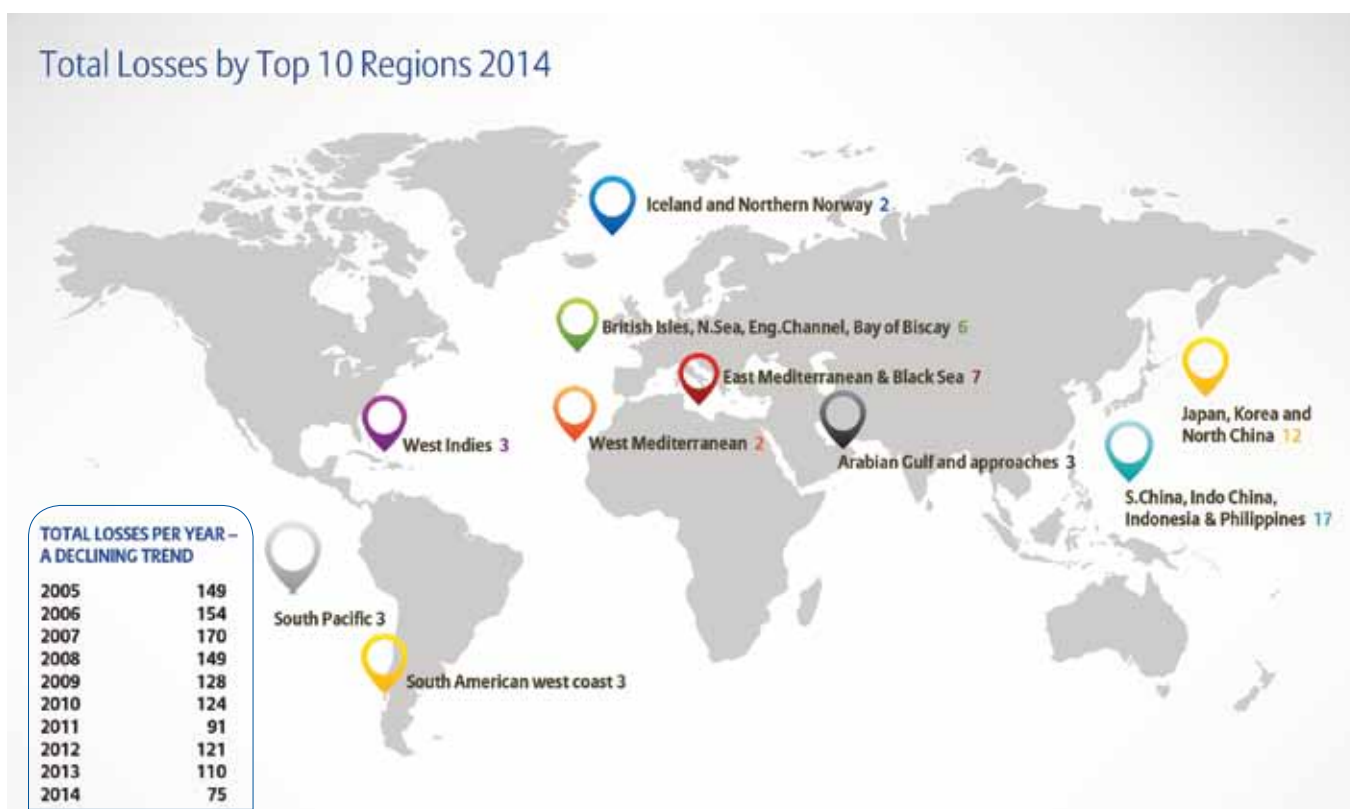 Total Losses by Top 10 Regions 2014
Iceland and Northern Norway 2
British Isles, N.Sea, Eng.Channel, Bay of Biscay 6
East Mediterranean & Black Sea 7
Japan, Korea and
North China 12
West Indies 3
West Mediterranean 2
Arabian Gulf and approaches 3
S.China, Indo China,
Indonesia & Philippines 17
South Pacific 3
South American west coast 3
TOTAL LOSSES PER YEAR –
A DECLINING TREND
2005 149
2006 154
2007 170
2008 149
2009 128
2010 124
2011 91
2012 121
2013 110
2014 75